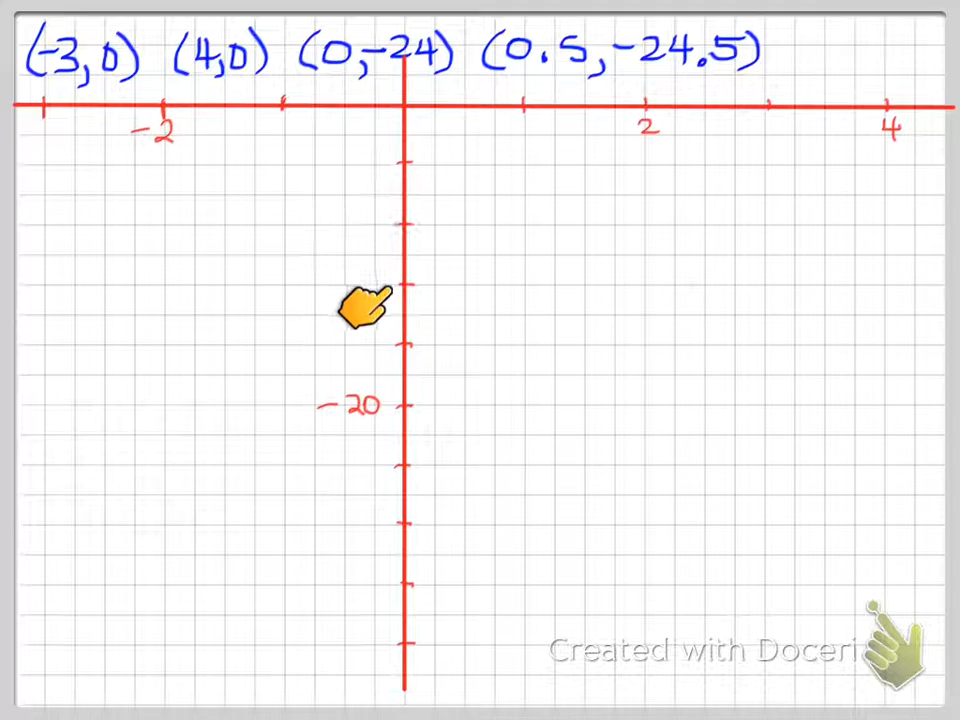 (-3,0) (4,0) (0,-24) (0.5,-24.5)
-2 2 4
-20
Created with Doceri